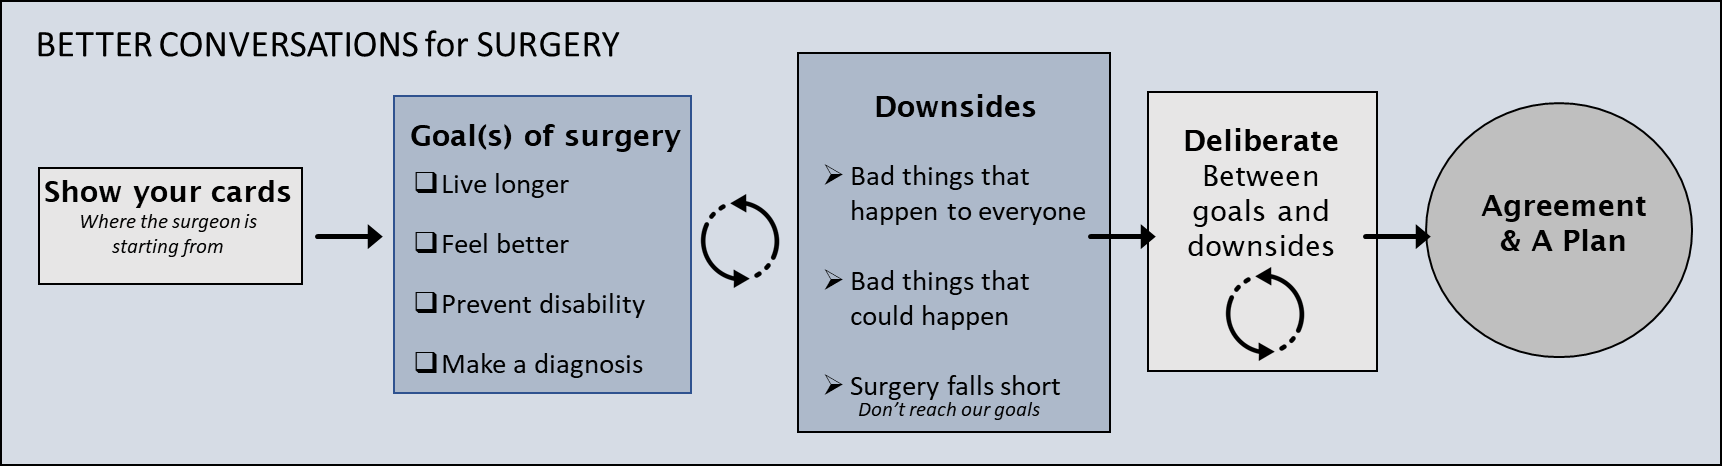 BETTER CONVERSATIONS for SURGERY
Show your cards
Where the surgeon is
starting from
Goal(s) of surgery
Live longer
Feel better
Prevent disability
Make a diagnosis
Downsides
Bad things that
happen to everyone
Bad things that
could happen
Surgery falls short
Don’t reach our goals
Deliberate
Between
goals and
downsides
Agreement
& A Plan